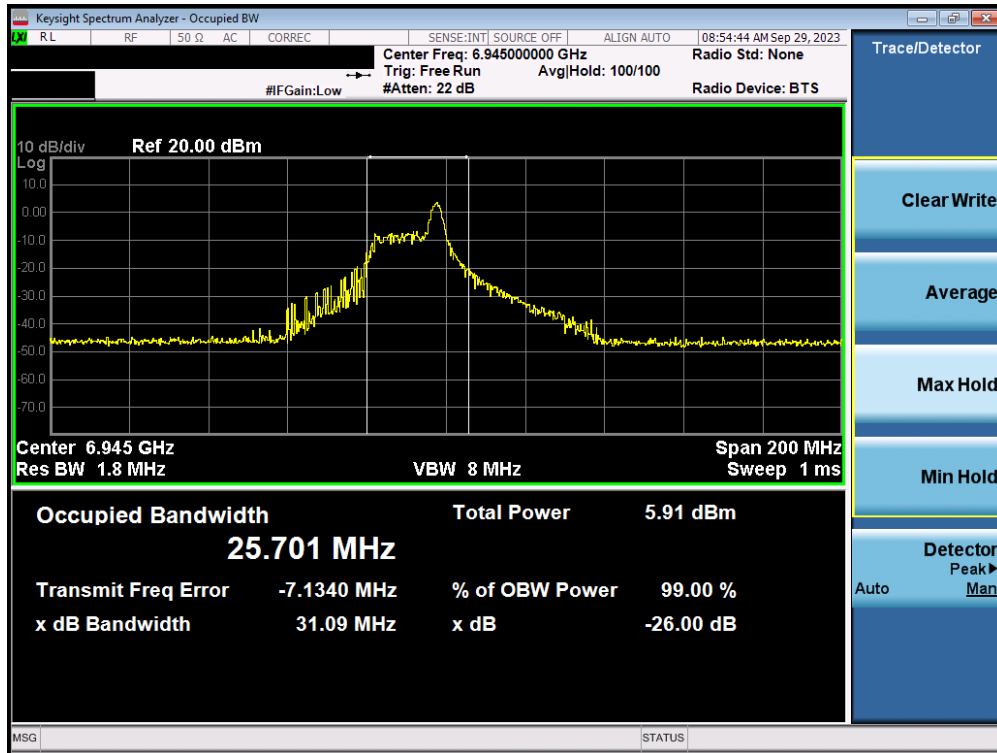 Keysight Spectrum Analyzer - Occupied BW
LXI RL RF 50 Ω AC CORREC SENSE:INT SOURCE OFF ALIGN AUTO 08:54:44 AM Sep 29, 2023
Center Freq: 6.945000000 GHz Radio Std: None
Trig: Free Run Avg|Hold: 100/100
#IFGain:Low #Atten: 22 dB Radio Device: BTS
Trace/Detector
10 dB/div Ref 20.00 dBm
Log
10.0
0.00
-10.0
-20.0
-30.0
-40.0
-50.0
-60.0
-70.0
Center 6.945 GHz Span 200 MHz
Res BW 1.8 MHz VBW 8 MHz Sweep 1 ms
Occupied Bandwidth Total Power 5.91 dBm
25.701 MHz
Transmit Freq Error -7.1340 MHz % of OBW Power 99.00 %
x dB Bandwidth 31.09 MHz x dB -26.00 dB
Clear Write
Average
Max Hold
Min Hold
Detector
Peak▶
Auto Man
MSG STATUS